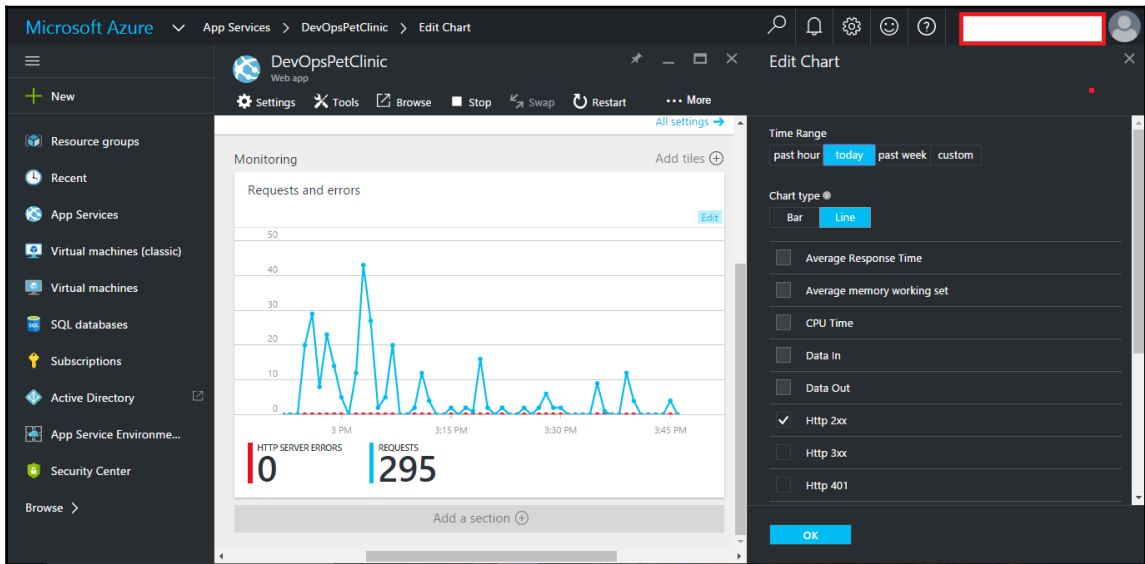 Microsoft Azure App Services > DevOpsPetClinic > Edit Chart
New
Resource groups
Recent
App Services
Virtual machines (classic)
Virtual machines
SQL databases
Subscriptions
Active Directory
App Service Environme...
Security Center
Browse >
DevOpsPetClinic
Web app
Settings Tools Browse Stop Swap Restart ... More
All settings →
Monitoring Add tiles
Requests and errors
Edit
50
40
30
20
10
0
3 PM 3:15 PM 3:30 PM 3:45 PM
HTTP SERVER ERRORS REQUESTS
0 295
Add a section
Edit Chart
Time Range
past hour today past week custom
Chart type
Bar Line
Average Response Time
Average memory working set
CPU Time
Data In
Data Out
Http 2xx
Http 3xx
Http 401
OK